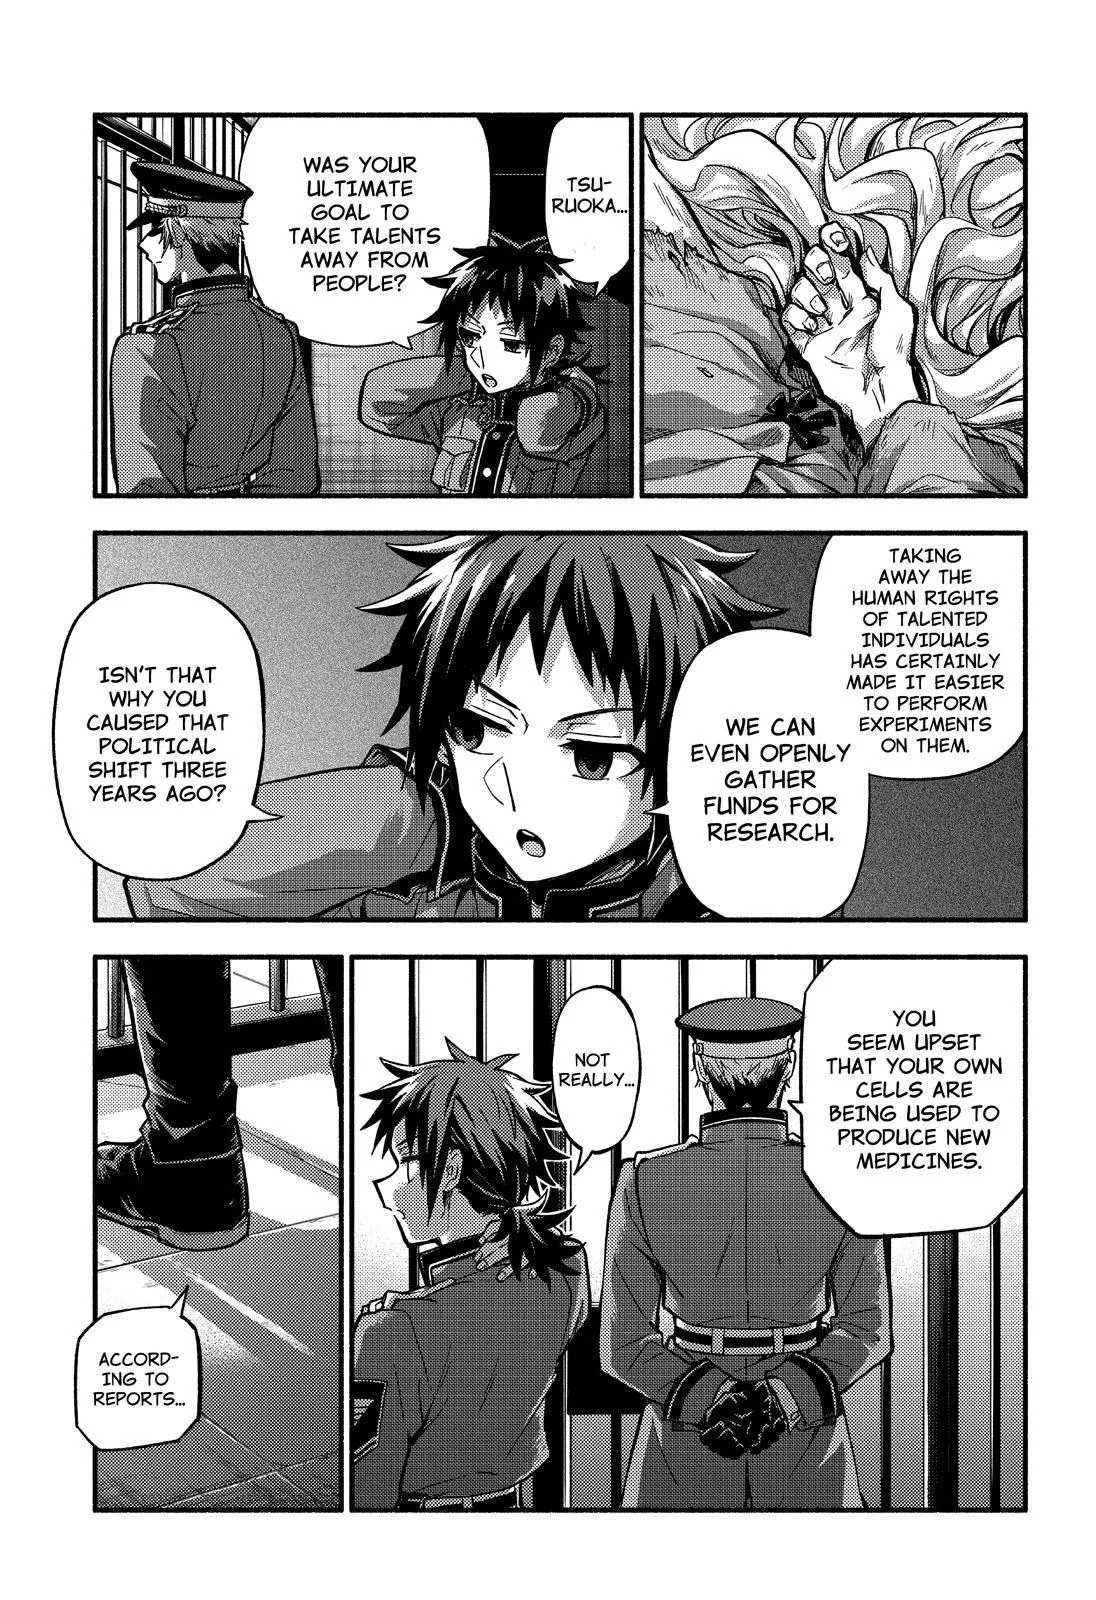 TSU-
RUOKA...
WAS YOUR
ULTIMATE
GOAL TO
TAKE TALENTS
AWAY FROM
PEOPLE?
TAKING
AWAY THE
HUMAN RIGHTS
OF TALENTED
INDIVIDUALS
HAS CERTAINLY
MADE IT EASIER
TO PERFORM
EXPERIMENTS
ON THEM.
WE CAN
EVEN OPENLY
GATHER
FUNDS FOR
RESEARCH.
ISN'T THAT
WHY YOU
CAUSED THAT
POLITICAL
SHIFT THREE
YEARS AGO?
YOU
SEEM UPSET
THAT YOUR OWN
CELLS ARE
BEING USED TO
PRODUCE NEW
MEDICINES.
NOT
REALLY...
ACCORD-
ING TO
REPORTS...